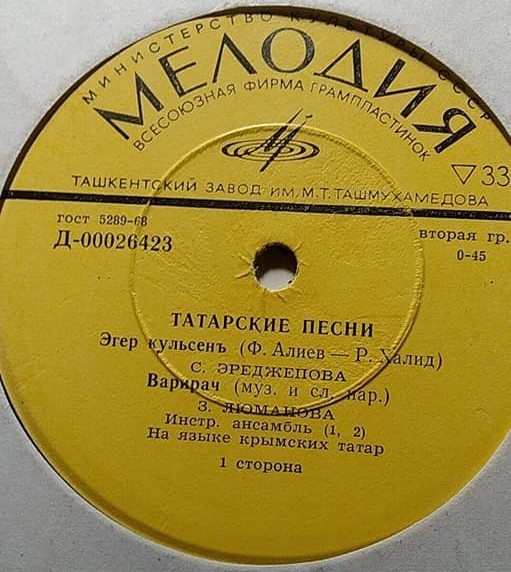 МИНИСТЕРСТВО КУЛЬТУРЫ СССР
МЕЛОДИЯ
ВСЕСОЮЗНАЯ ФИРМА ГРАМПЛАСТИНОК
▽ 33
ТАШКЕНТСКИЙ ЗАВОД ИМ. М.Т. ТАШМУХАМЕДОВА
ГОСТ 5289-68
Д-00026423
вторая гр.
0-45
ТАТАРСКИЕ ПЕСНИ
Эгер кульсенъ (Ф. Алиев — Р. Халид)
С. ЭРЕДЖЕПОВА
Варирач (муз. и сл. нар.)
З. ЛЮМАНОВА
Инстр. ансамбль (1, 2)
На языке крымских татар
1 сторона